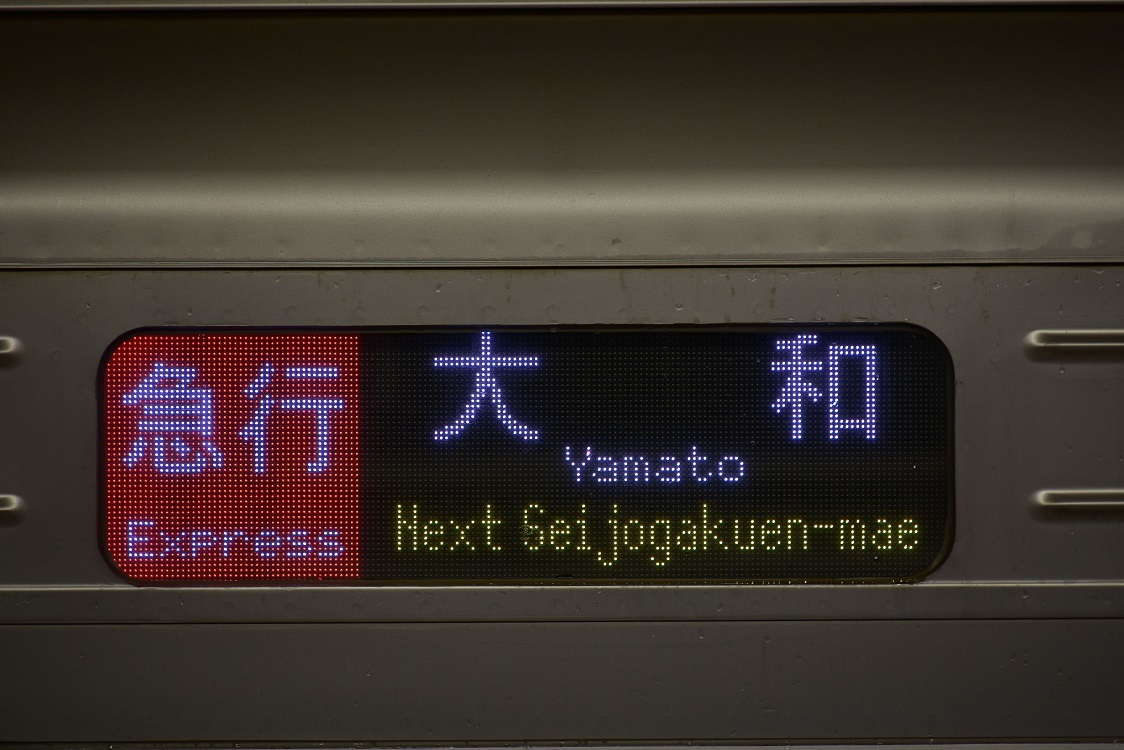 急行
Express
大和
Yamato
Next Seijogakuen-mae